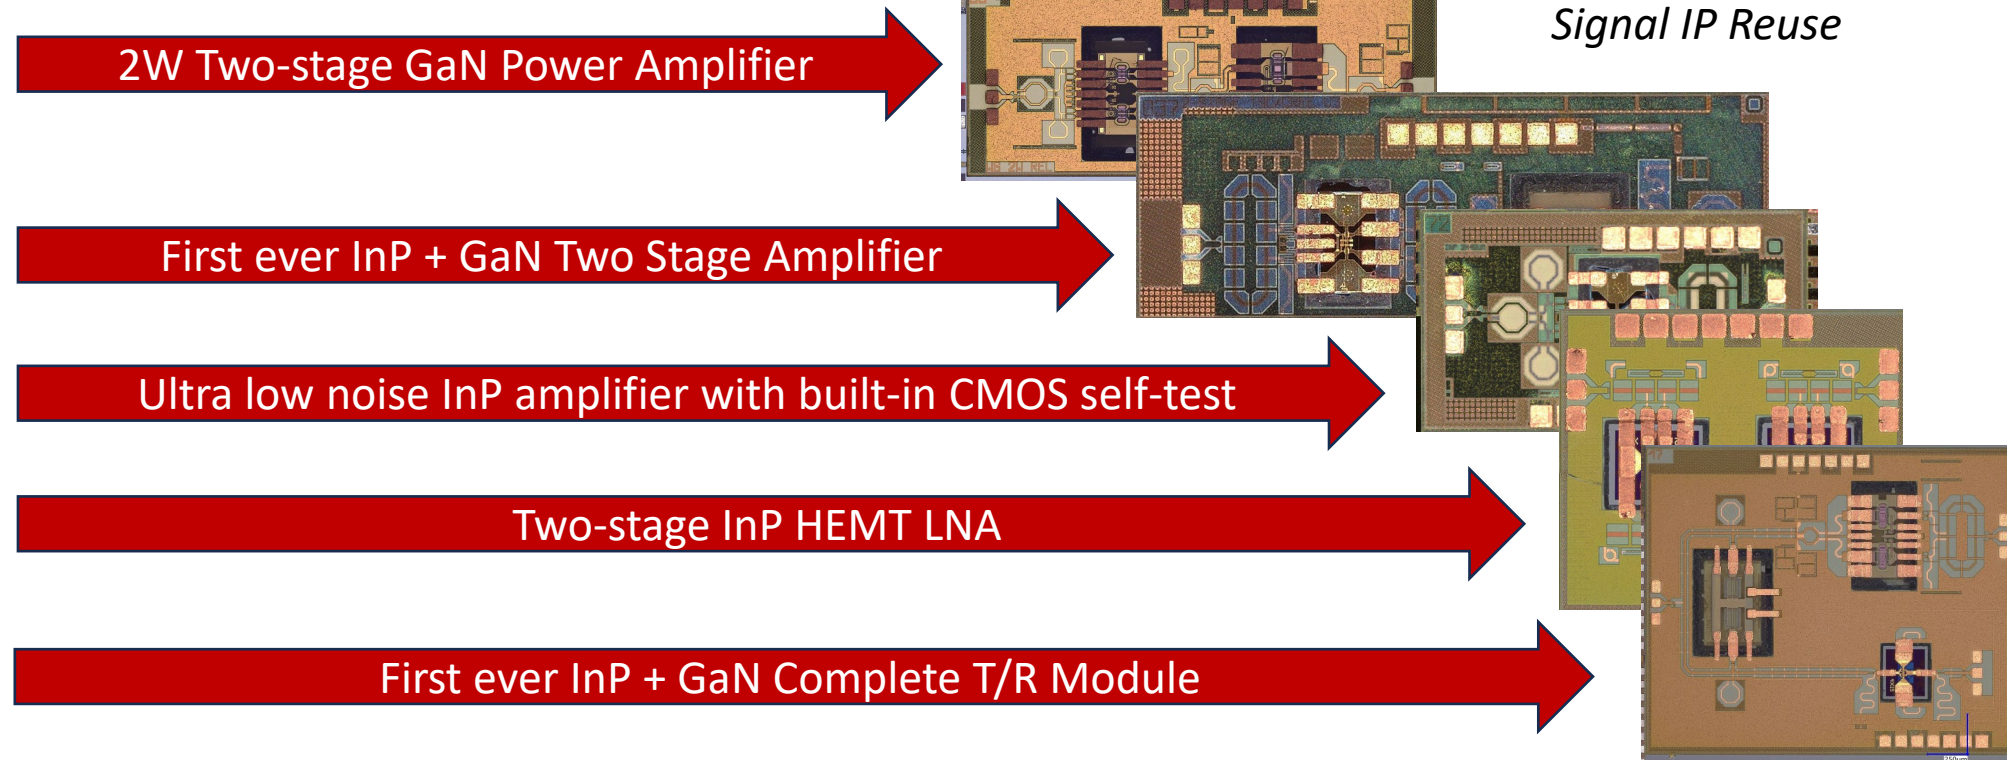 Signal IP Reuse
2W Two-stage GaN Power Amplifier
First ever InP + GaN Two Stage Amplifier
Ultra low noise InP amplifier with built-in CMOS self-test
Two-stage InP HEMT LNA
First ever InP + GaN Complete T/R Module